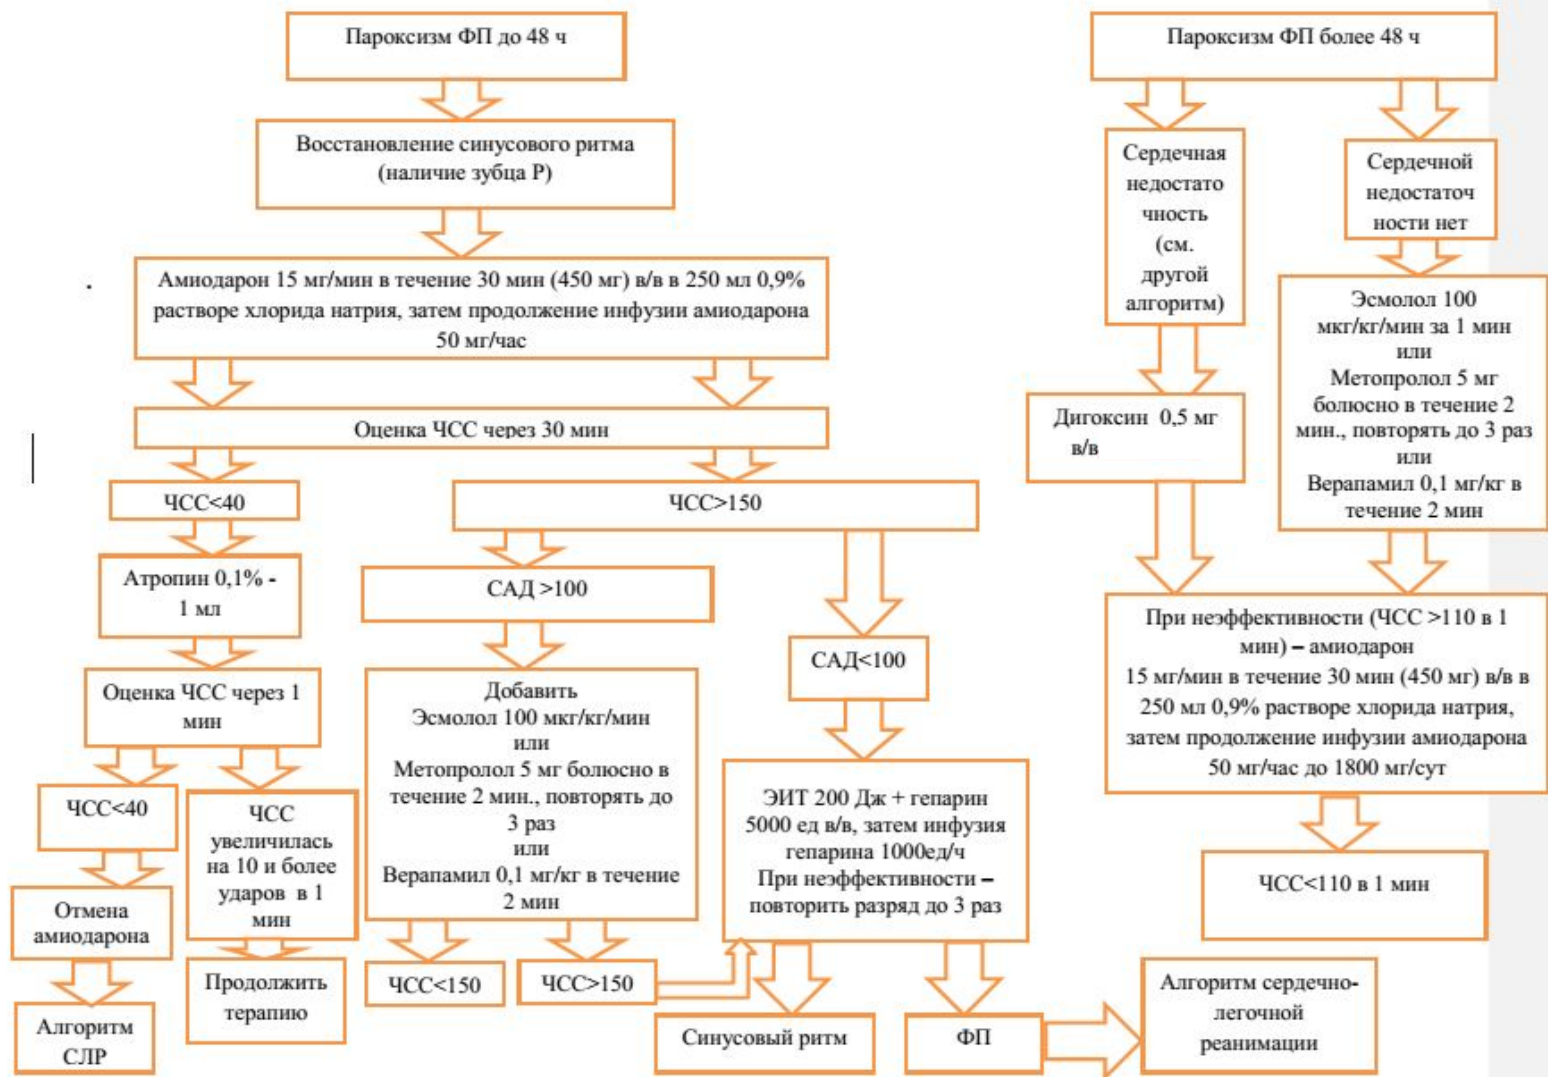 Пароксизм ФП до 48 ч
Восстановление синусового ритма
(наличие зубца Р)
Амиодарон 15 мг/мин в течение 30 мин (450 мг) в/в в 250 мл 0,9%
растворе хлорида натрия, затем продолжение инфузии амиодарона
50 мг/час
Оценка ЧСС через 30 мин
ЧСС<40
Атропин 0,1% -
1 мл
Оценка ЧСС через 1
мин
ЧСС<40
Отмена
амиодарона
Алгоритм
СЛР
ЧСС
увеличилась
на 10 и более
ударов в 1
мин
Продолжить
терапию
ЧСС>150
САД >100
Добавить
Эсмолол 100 мкг/кг/мин
или
Метопролол 5 мг болюсно в
течение 2 мин., повторять до
3 раз
или
Верапамил 0,1 мг/кг в течение
2 мин
ЧСС<150
ЧСС>150
САД<100
ЭИТ 200 Дж + гепарин
5000 ед в/в, затем инфузия
гепарина 1000ед/ч
При неэффективности –
повторить разряд до 3 раз
Синусовый ритм
ФП
Алгоритм сердечно-
легочной
реанимации
Пароксизм ФП более 48 ч
Сердечная
недостато
чность
(см.
другой
алгоритм)
Дигоксин 0,5 мг
в/в
Сердечной
недостаточ
ности нет
Эсмолол 100
мкг/кг/мин за 1 мин
или
Метопролол 5 мг
болюсно в течение 2
мин., повторять до 3 раз
или
Верапамил 0,1 мг/кг в
течение 2 мин
При неэффективности (ЧСС >110 в 1
мин) – амиодарон
15 мг/мин в течение 30 мин (450 мг) в/в в
250 мл 0,9% растворе хлорида натрия,
затем продолжение инфузии амиодарона
50 мг/час до 1800 мг/сут
ЧСС<110 в 1 мин